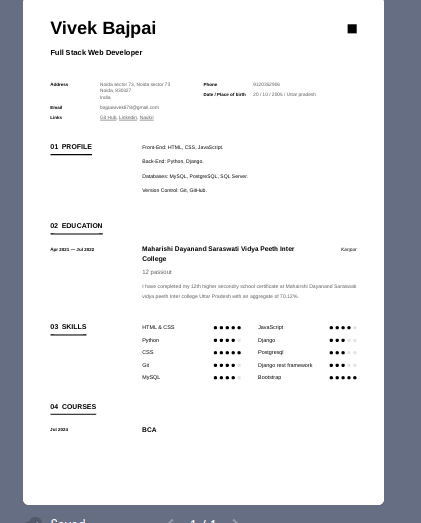 Vivek Bajpai
Full Stack Web Developer
Address Noida sector 73, Noida sector 73
Noida, 830027
India
Phone 9120362906
Date / Place of birth 20 / 10 / 2005 / Uttar pradesh
Email bajpaivivek678@gmail.com
Links Git Hub, Linkedin, Naukri
01 PROFILE
Front-End: HTML, CSS, JavaScript.
Back-End: Python, Django.
Databases: MySQL, PostgreSQL, SQL Server.
Version Control: Git, GitHub.
02 EDUCATION
Apr 2021 — Jul 2022 Maharishi Dayanand Saraswati Vidya Peeth Inter College Kanpur
12 passout
I have completed my 12th higher secondry school certificate at Maharishi Dayanand Saraswati
vidya peeth inter college Uttar Pradesh with an aggregate of 70.12%.
03 SKILLS
HTML & CSS JavaScript
Python Django
CSS Postgresql
Git Django rest framework
MySQL Bootstrap
04 COURSES
Jul 2024 BCA
Saved 1 / 1